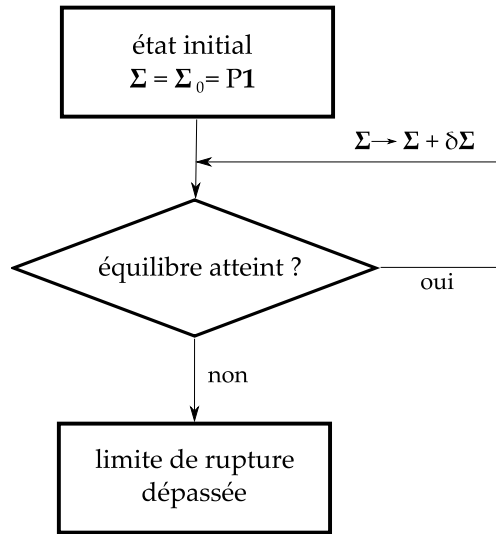 état initial
Σ = Σ₀= P1
Σ→ Σ + δΣ
équilibre atteint ?
oui
non
limite de rupture
dépassée